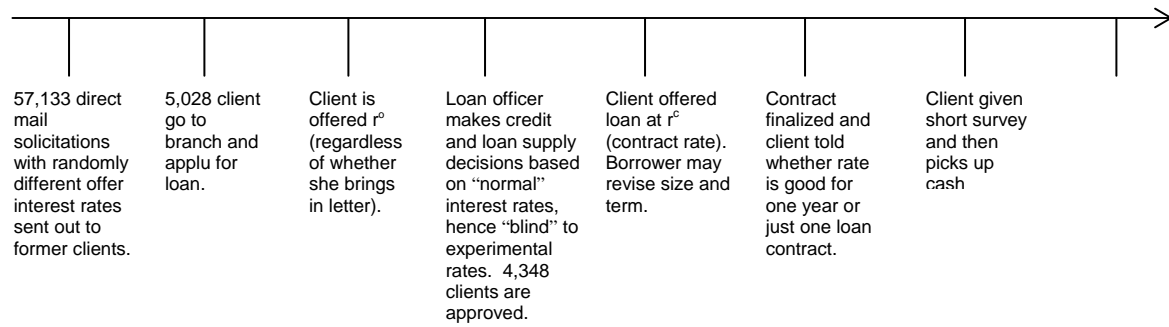 57,133 direct
mail
solicitations
with randomly
different offer
interest rates
sent out to
former clients.
5,028 client
go to
branch and
applu for
loan.
Client is
offered rº
(regardless
of whether
she brings
in letter).
Loan officer
makes credit
and loan supply
decisions based
on “normal”
interest rates,
hence “blind” to
experimental
rates. 4,348
clients are
approved.
Client offered
loan at rᶜ
(contract rate).
Borrower may
revise size and
term.
Contract
finalized and
client told
whether rate
is good for
one year or
just one loan
contract.
Client given
short survey
and then
picks up
cash